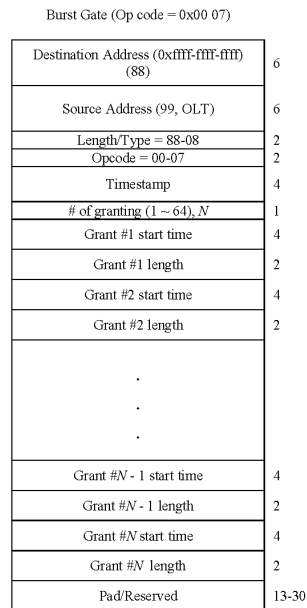 Burst Gate (Op code = 0x00 07)
Destination Address (0xffff-ffff-ffff)
(88)
6
Source Address (99, OLT)
6
Length/Type = 88-08
2
Opcode = 00-07
2
Timestamp
4
# of granting (1 ~ 64), N
1
Grant #1 start time
4
Grant #1 length
2
Grant #2 start time
4
Grant #2 length
2
.
.
.
Grant #N - 1 start time
4
Grant #N - 1 length
2
Grant #N start time
4
Grant #N length
2
Pad/Reserved
13-30